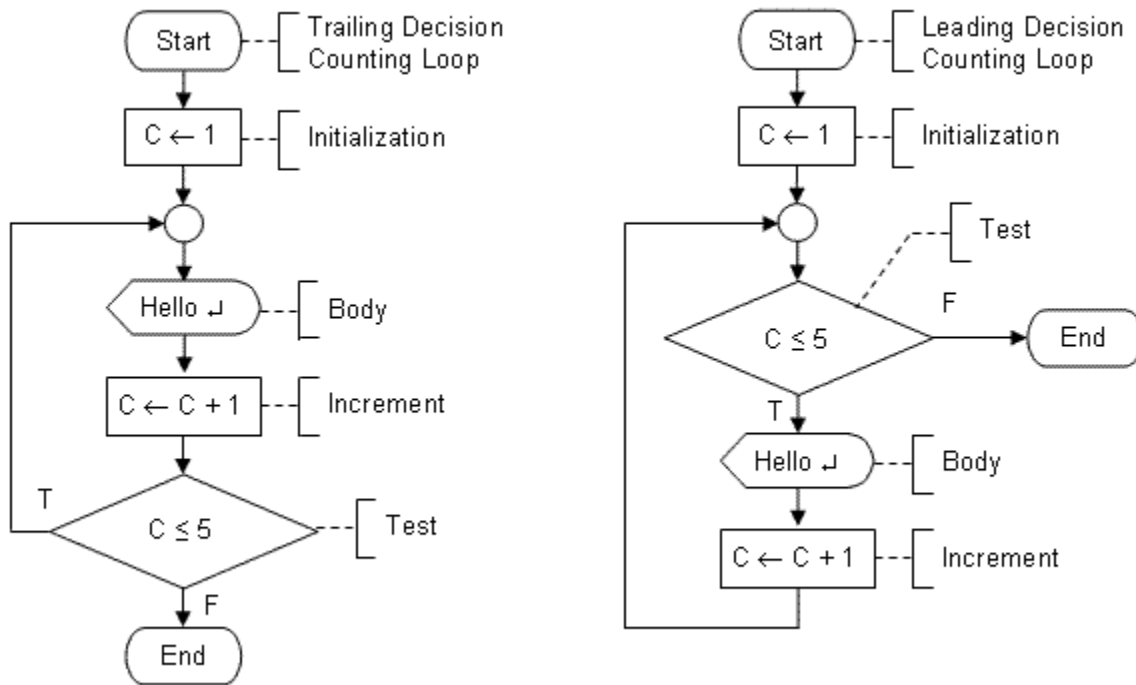 Start
Trailing Decision
Counting Loop
C ← 1
Initialization
Hello ↵
Body
C ← C + 1
Increment
T
C ≤ 5
Test
F
End
Start
Leading Decision
Counting Loop
C ← 1
Initialization
Test
C ≤ 5
F
End
T
Hello ↵
Body
C ← C + 1
Increment